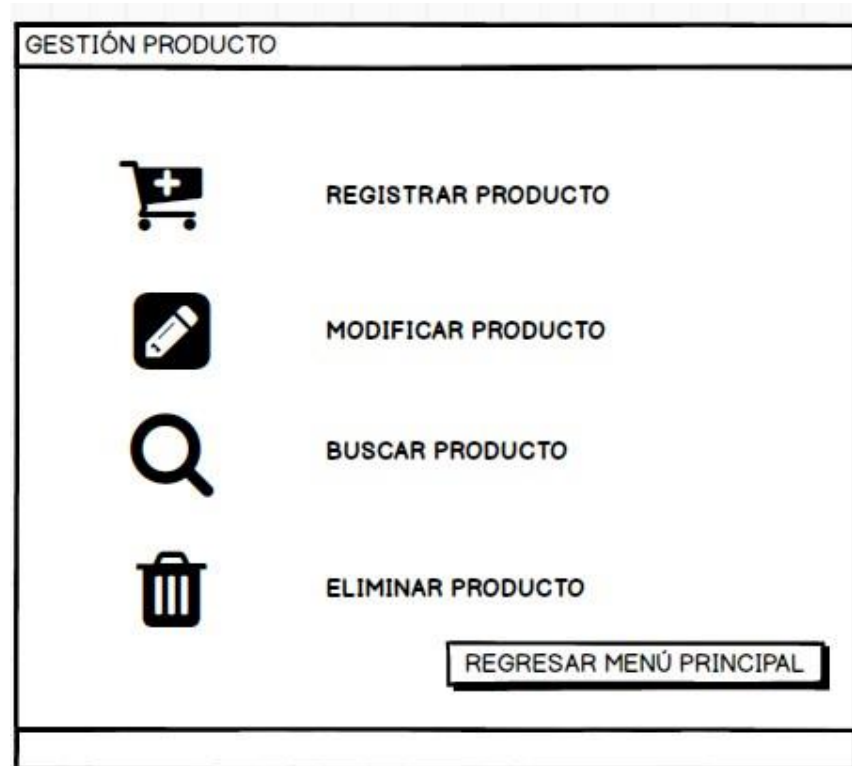 GESTIÓN PRODUCTO
REGISTRAR PRODUCTO
MODIFICAR PRODUCTO
BUSCAR PRODUCTO
ELIMINAR PRODUCTO
REGRESAR MENÚ PRINCIPAL